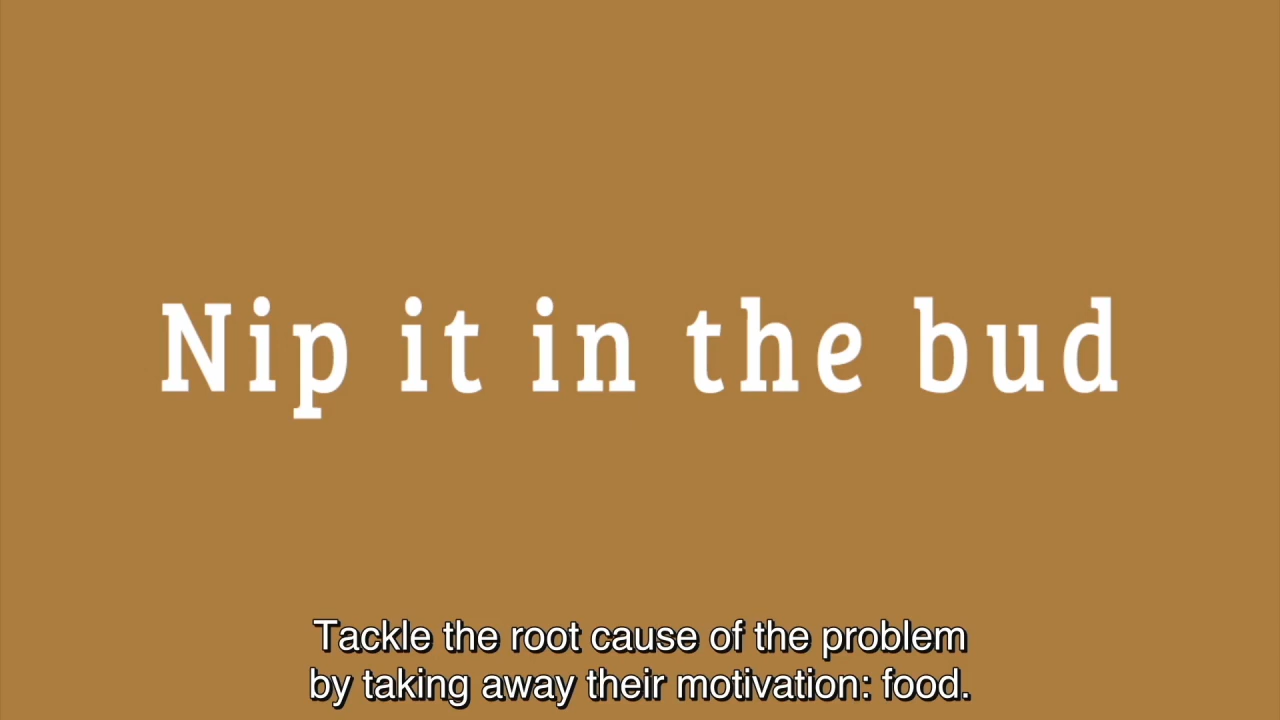 Nip it in the bud
Tackle the root cause of the problem
by taking away their motivation: food.